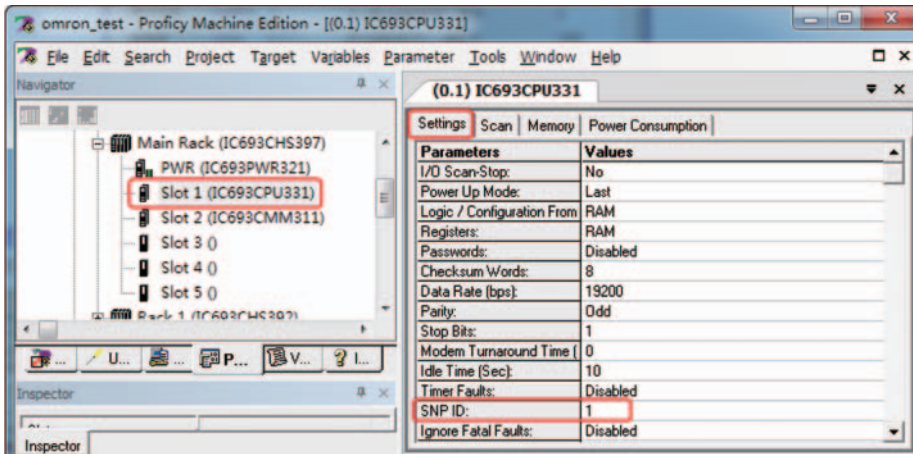 omron_test - Proficy Machine Edition - [(0.1) IC693CPU331]
File Edit Search Project Target Variables Parameter Tools Window Help
Navigator
Main Rack (IC693CHS397)
PWR (IC693PWR321)
Slot 1 (IC693CPU331)
Slot 2 (IC693CMM311)
Slot 3 ()
Slot 4 ()
Slot 5 ()
Rack 1 (IC693CHS392)
... U... ... P... V... I...
Inspector
Inspector
(0.1) IC693CPU331
Settings Scan Memory Power Consumption
Parameters Values
I/O Scan-Stop: No
Power Up Mode: Last
Logic / Configuration From RAM
Registers: RAM
Passwords: Disabled
Checksum Words: 8
Data Rate (bps): 19200
Parity: Odd
Stop Bits: 1
Modem Turnaround Time ( 0
Idle Time (Sec): 10
Timer Faults: Disabled
SNP ID: 1
Ignore Fatal Faults: Disabled